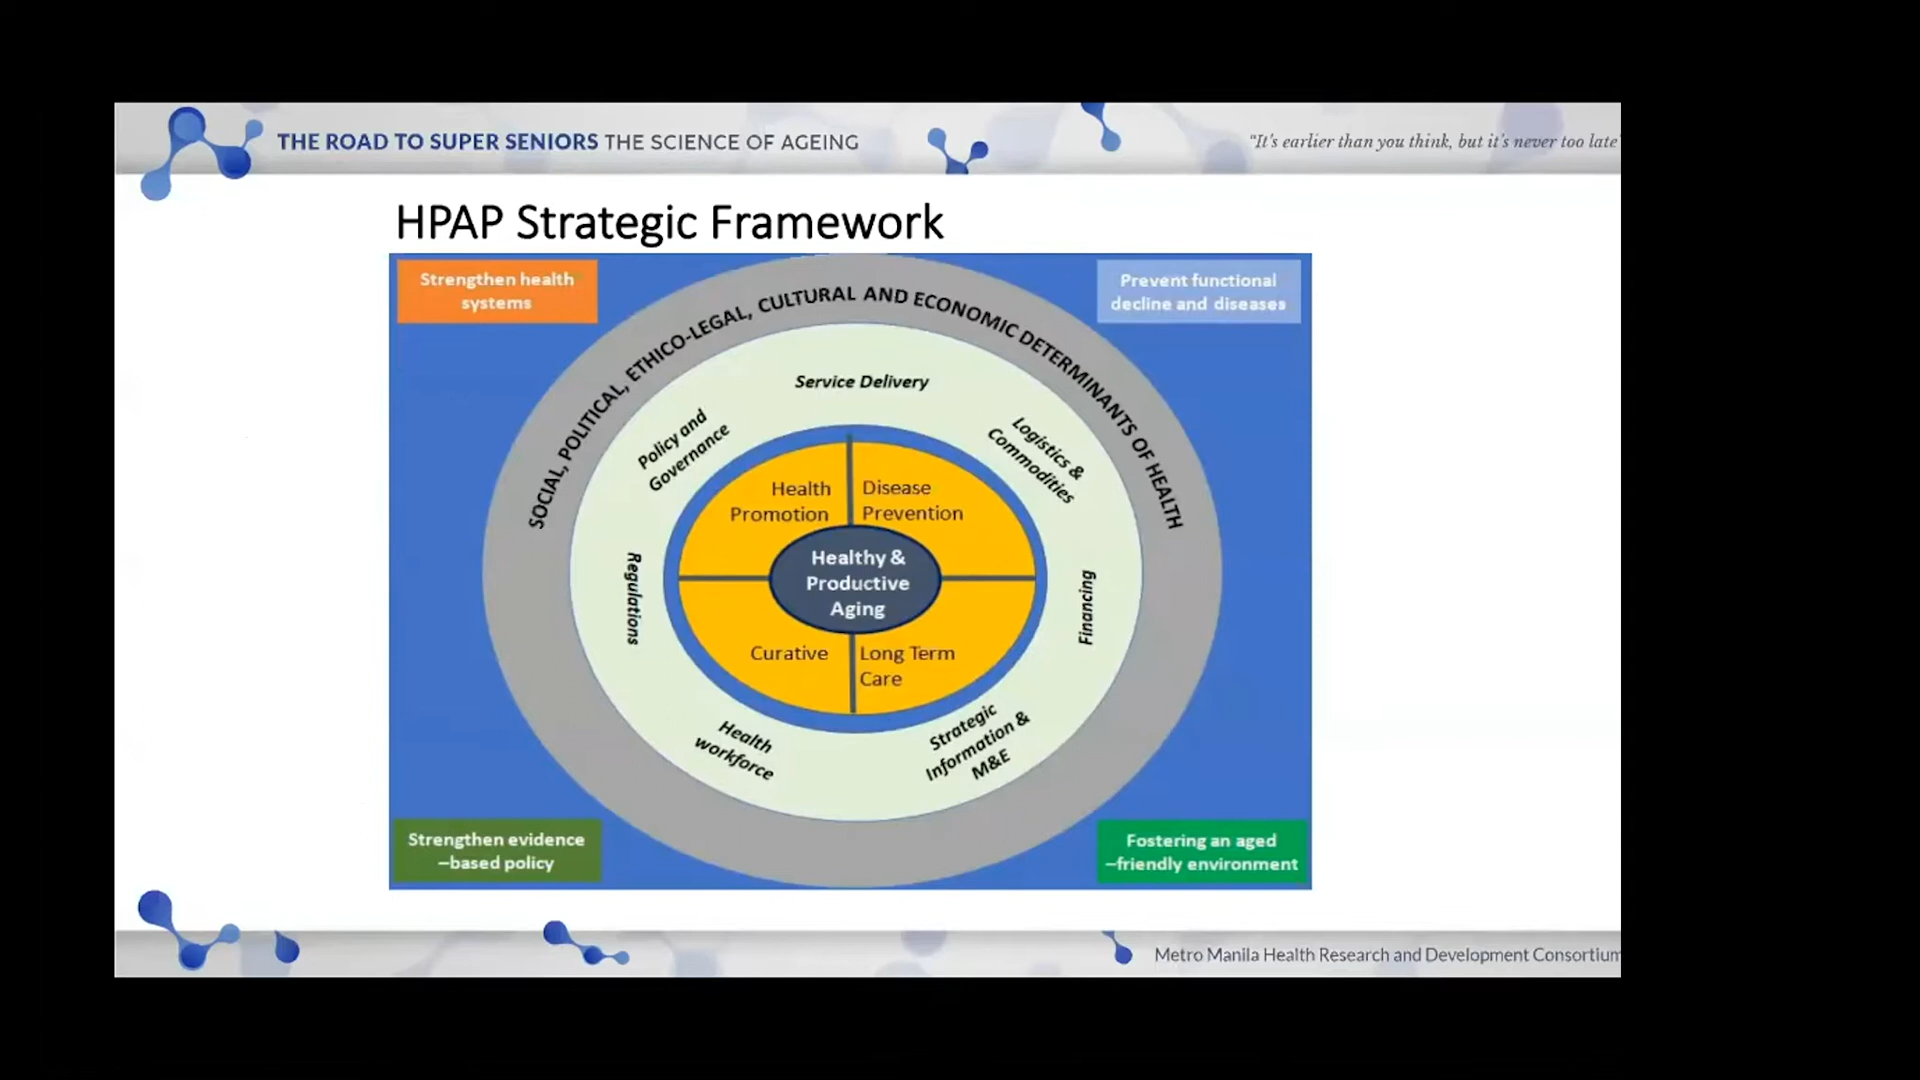 THE ROAD TO SUPER SENIORS THE SCIENCE OF AGEING
“It’s earlier than you think, but it’s never too late”
HPAP Strategic Framework
Strengthen health
systems
Prevent functional
decline and diseases
SOCIAL, POLITICAL, ETHICO-LEGAL, CULTURAL AND ECONOMIC DETERMINANTS OF HEALTH
Service Delivery
Policy and
Governance
Logistics &
Commodities
Regulations
Financing
Health
workforce
Strategic
Information &
M&E
Health
Promotion
Disease
Prevention
Healthy &
Productive
Aging
Curative
Long Term
Care
Strengthen evidence
–based policy
Fostering an aged
–friendly environment
Metro Manila Health Research and Development Consortium